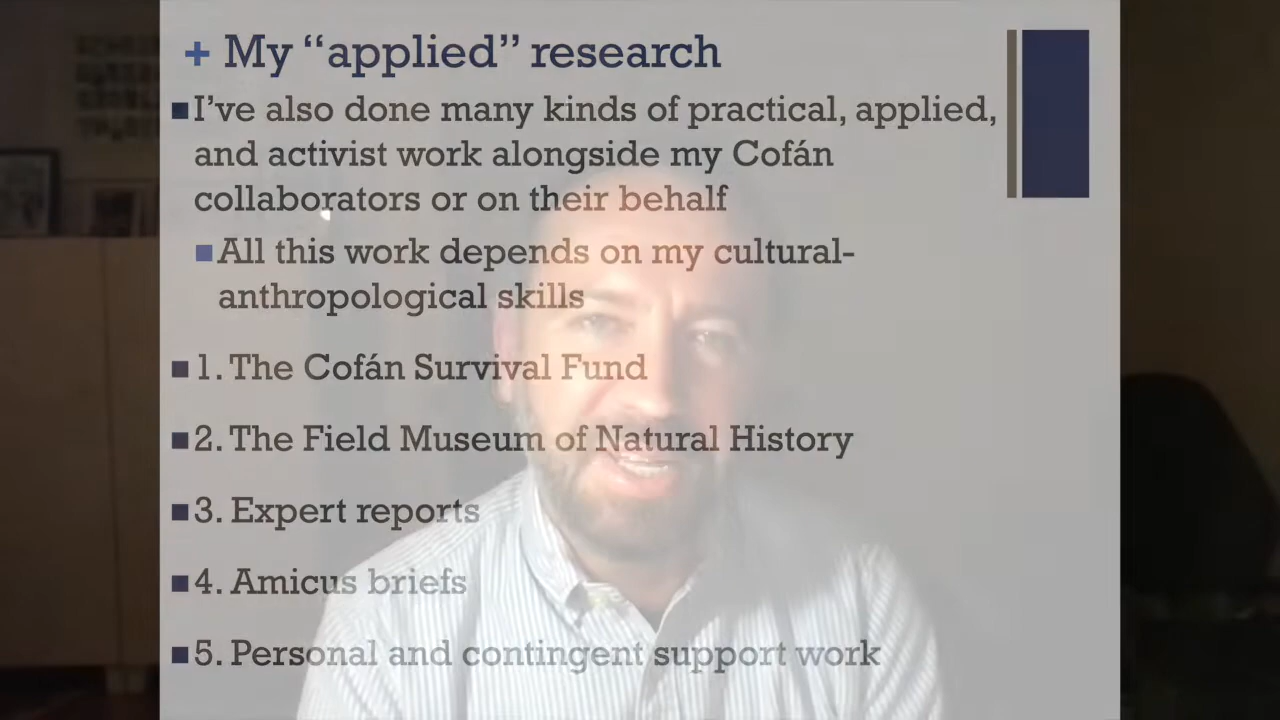 + My “applied” research
■ I’ve also done many kinds of practical, applied,
and activist work alongside my Cofán
collaborators or on their behalf
■ All this work depends on my cultural-
anthropological skills
■ 1. The Cofán Survival Fund
■ 2. The Field Museum of Natural History
■ 3. Expert reports
■ 4. Amicus briefs
■ 5. Personal and contingent support work